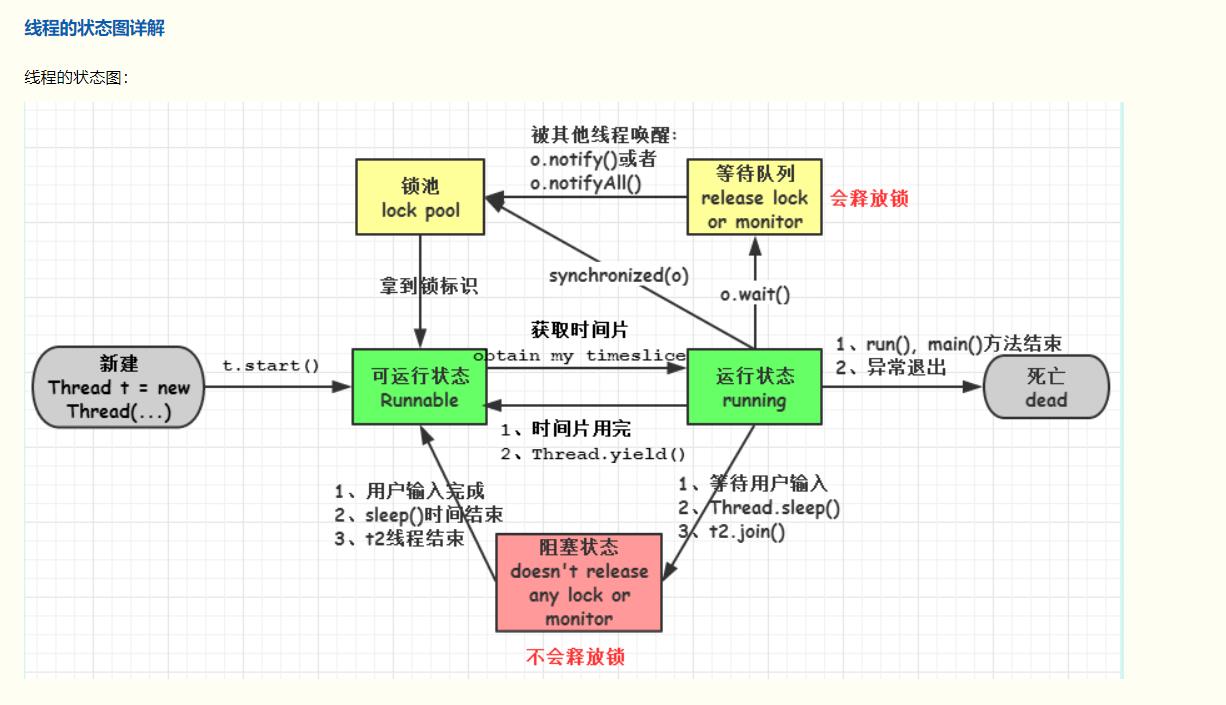 线程的状态图详解
线程的状态图：
被其他线程唤醒：
o.notify()或者
o.notifyAll()
锁池
lock pool
等待队列
release lock
or monitor
会释放锁
拿到锁标识
synchronized(o)
o.wait()
获取时间片
obtain my timeslice
新建
Thread t = new
Thread(...)
t.start()
可运行状态
Runnable
运行状态
running
1、run(), main()方法结束
2、异常退出
死亡
dead
1、时间片用完
2、Thread.yield()
1、用户输入完成
2、sleep()时间结束
3、t2线程结束
1、等待用户输入
2、Thread.sleep()
3、t2.join()
阻塞状态
doesn't release
any lock or
monitor
不会释放锁